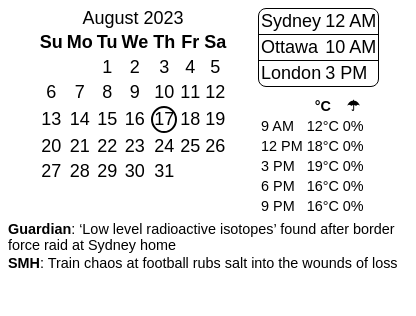 August 2023
Su Mo Tu We Th Fr Sa
1 2 3 4 5
6 7 8 9 10 11 12
13 14 15 16 17 18 19
20 21 22 23 24 25 26
27 28 29 30 31
Sydney 12 AM
Ottawa 10 AM
London 3 PM
°C ☂
9 AM 12°C 0%
12 PM 18°C 0%
3 PM 19°C 0%
6 PM 16°C 0%
9 PM 16°C 0%
Guardian: ‘Low level radioactive isotopes’ found after border
force raid at Sydney home
SMH: Train chaos at football rubs salt into the wounds of loss